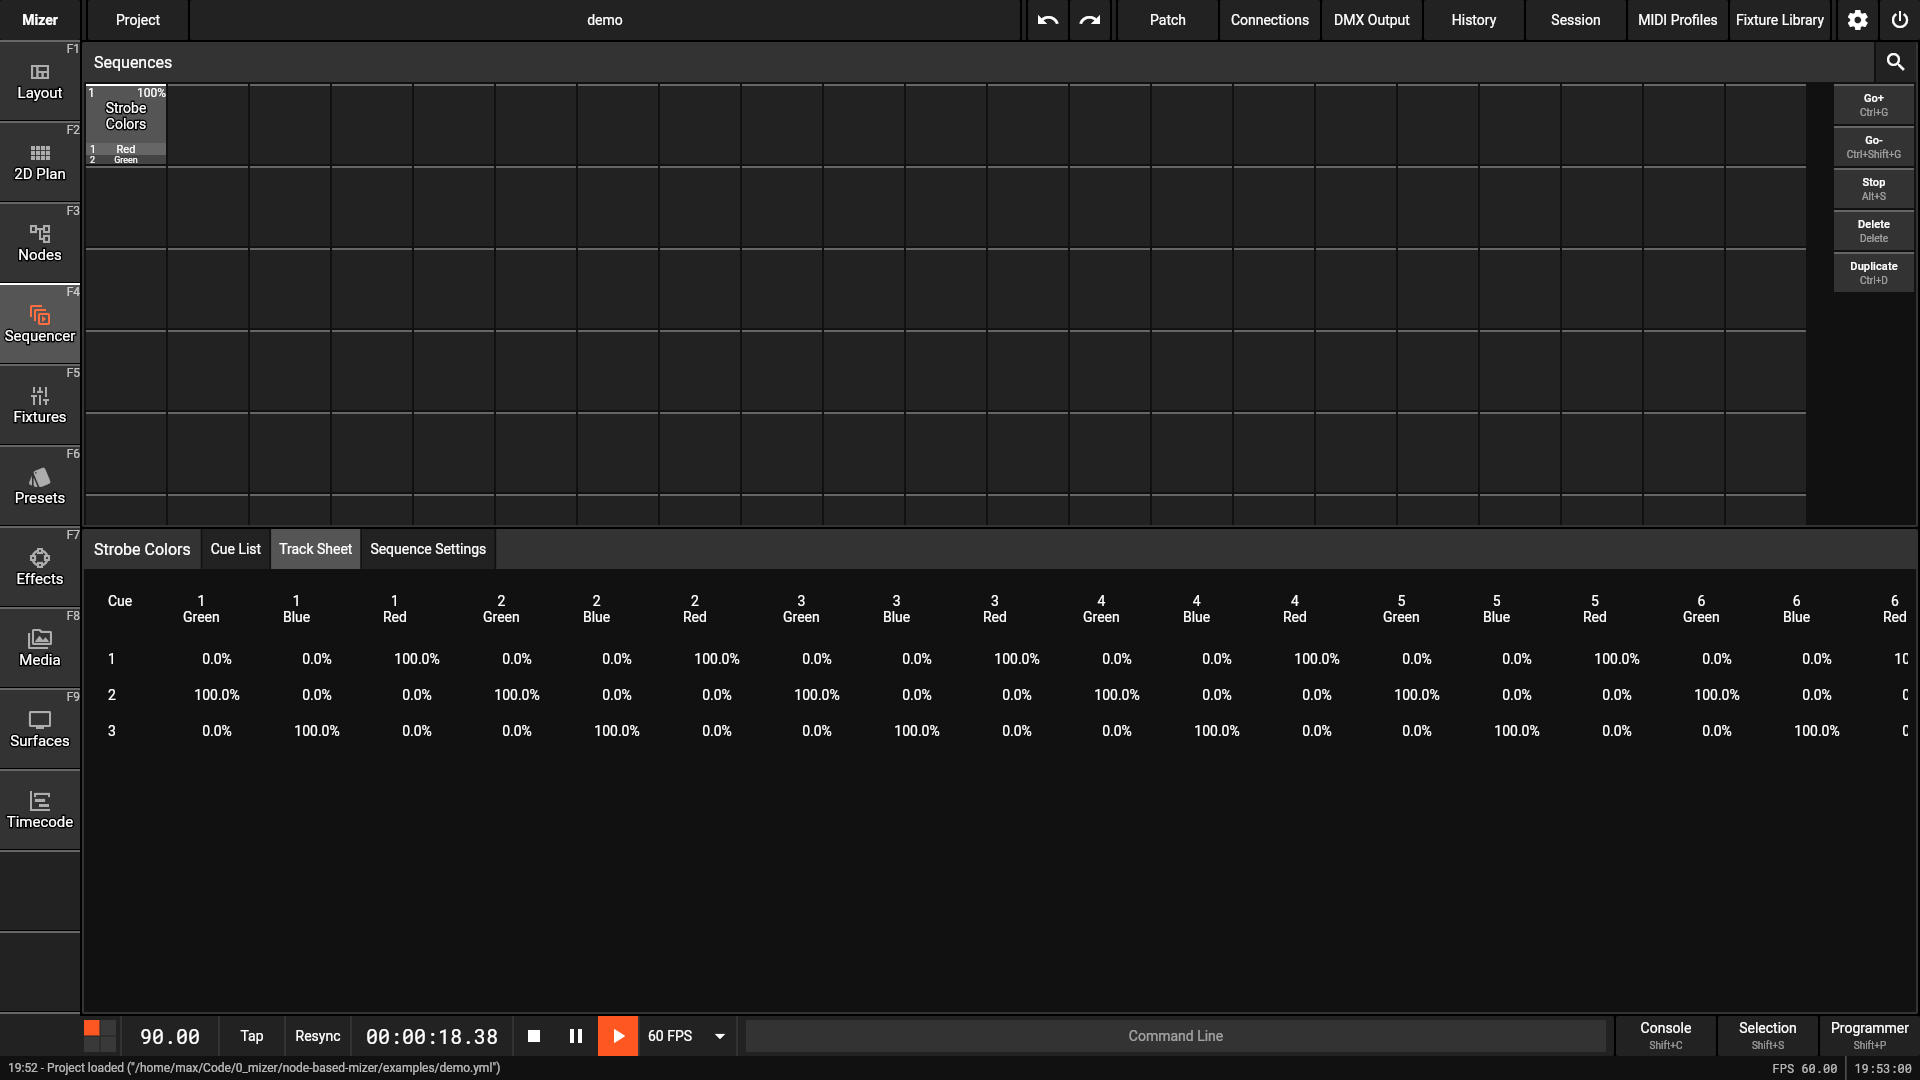 Mizer
Project
demo
Patch
Connections
DMX Output
History
Session
MIDI Profiles
Fixture Library
F1
Layout
F2
2D Plan
F3
Nodes
F4
Sequencer
F5
Fixtures
F6
Presets
F7
Effects
F8
Media
F9
Surfaces
Timecode
Sequences
1 100%
Strobe
Colors
1 Red
2 Green
Go+
Ctrl+G
Go-
Ctrl+Shift+G
Stop
Alt+S
Delete
Delete
Duplicate
Ctrl+D
Strobe Colors Cue List Track Sheet Sequence Settings
Cue 1 1 1 2 2 2 3 3 3 4 4 4 5 5 5 6 6 6
Green Blue Red Green Blue Red Green Blue Red Green Blue Red Green Blue Red Green Blue Red
1 0.0% 0.0% 100.0% 0.0% 0.0% 100.0% 0.0% 0.0% 100.0% 0.0% 0.0% 100.0% 0.0% 0.0% 100.0% 0.0% 0.0% 10
2 100.0% 0.0% 0.0% 100.0% 0.0% 0.0% 100.0% 0.0% 0.0% 100.0% 0.0% 0.0% 100.0% 0.0% 0.0% 100.0% 0.0%
3 0.0% 100.0% 0.0% 0.0% 100.0% 0.0% 0.0% 100.0% 0.0% 0.0% 100.0% 0.0% 0.0% 100.0% 0.0% 0.0% 100.0%
90.00 Tap Resync 00:00:18.38 60 FPS Command Line
Console
Shift+C
Selection
Shift+S
Programmer
Shift+P
19:52 - Project loaded ("/home/max/Code/0_mizer/node-based-mizer/examples/demo.yml")
FPS 60.00 19:53:00